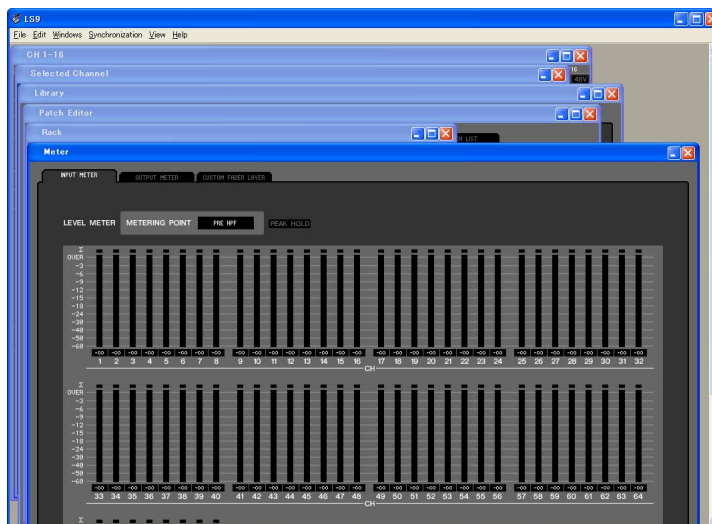 LS9
File Edit Windows Synchronization View Help
CH 1-16
Selected Channel
16
48V
Library
Patch Editor
Rack
CH LIST
Meter
INPUT METER OUTPUT METER CUSTOM FADER LAYER
LEVEL METER METERING POINT PRE HPF PEAK HOLD
Σ
OVER
-3
-6
-9
-12
-15
-18
-24
-30
-40
-50
-60
-∞ -∞ -∞ -∞ -∞ -∞ -∞ -∞ -∞ -∞ -∞ -∞ -∞ -∞ -∞ -∞ -∞ -∞ -∞ -∞ -∞ -∞ -∞ -∞ -∞ -∞ -∞ -∞ -∞ -∞ -∞ -∞
1 2 3 4 5 6 7 8 9 10 11 12 13 14 15 16 17 18 19 20 21 22 23 24 25 26 27 28 29 30 31 32
CH
Σ
OVER
-3
-6
-9
-12
-15
-18
-24
-30
-40
-50
-60
-∞ -∞ -∞ -∞ -∞ -∞ -∞ -∞ -∞ -∞ -∞ -∞ -∞ -∞ -∞ -∞ -∞ -∞ -∞ -∞ -∞ -∞ -∞ -∞ -∞ -∞ -∞ -∞ -∞ -∞ -∞ -∞
33 34 35 36 37 38 39 40 41 42 43 44 45 46 47 48 49 50 51 52 53 54 55 56 57 58 59 60 61 62 63 64
CH
Σ